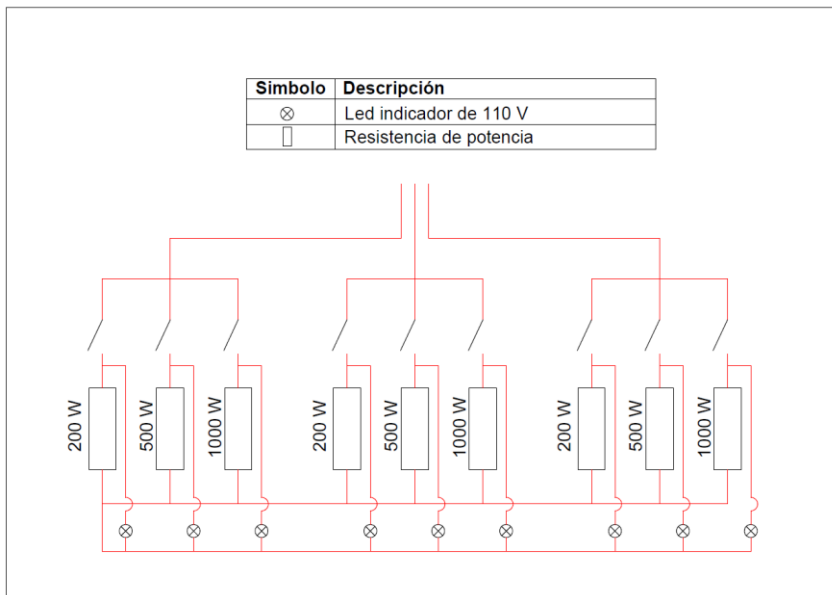 Simbolo Descripción
Led indicador de 110 V
Resistencia de potencia
200 W 500 W 1000 W 200 W 500 W 1000 W 200 W 500 W 1000 W